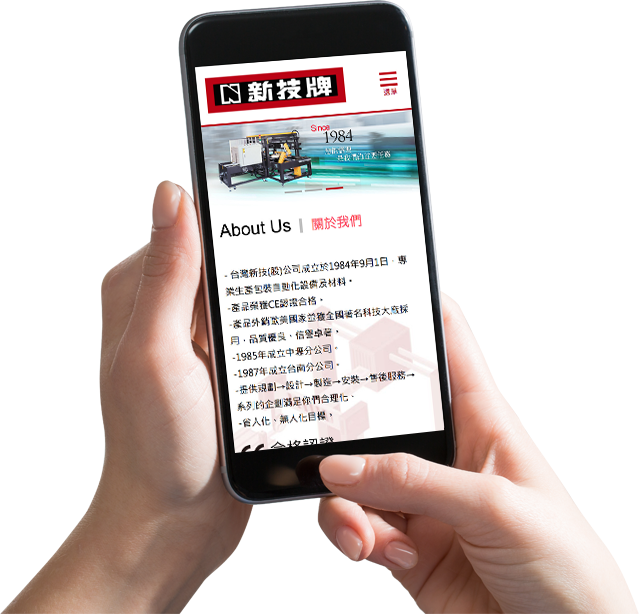 N 新技牌
選單
Since
1984
About Us | 關於我們
- 台灣新技(股)公司成立於1984年9月1日，專
業生產包裝自動化設備及材料。
-產品榮獲CE認證合格。
-產品外銷歐美國家並獲全國著名科技大廠採
用，品質優良、信譽卓著。
-1985年成立中壢分公司。
-1987年成立台南分公司。
-提供規劃→設計→製造→安裝→售後服務→
系列的企劃滿足你們合理化、
-省人化、無人化目標。
CE 合格認證